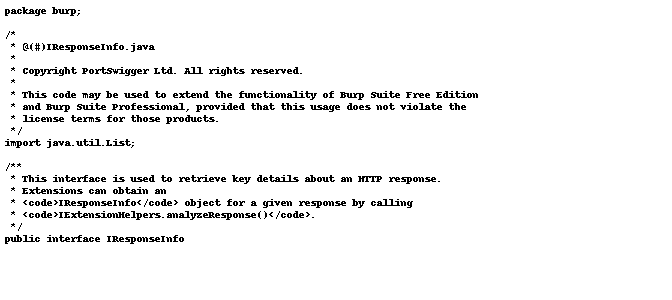 package burp;
/*
 * @(#)IResponseInfo.java
 *
 * Copyright PortSwigger Ltd. All rights reserved.
 *
 * This code may be used to extend the functionality of Burp Suite Free Edition
 * and Burp Suite Professional, provided that this usage does not violate the
 * license terms for those products.
 */
import java.util.List;
/**
 * This interface is used to retrieve key details about an HTTP response.
 * Extensions can obtain an
 * <code>IResponseInfo</code> object for a given response by calling
 * <code>IExtensionHelpers.analyzeResponse()</code>.
 */
public interface IResponseInfo